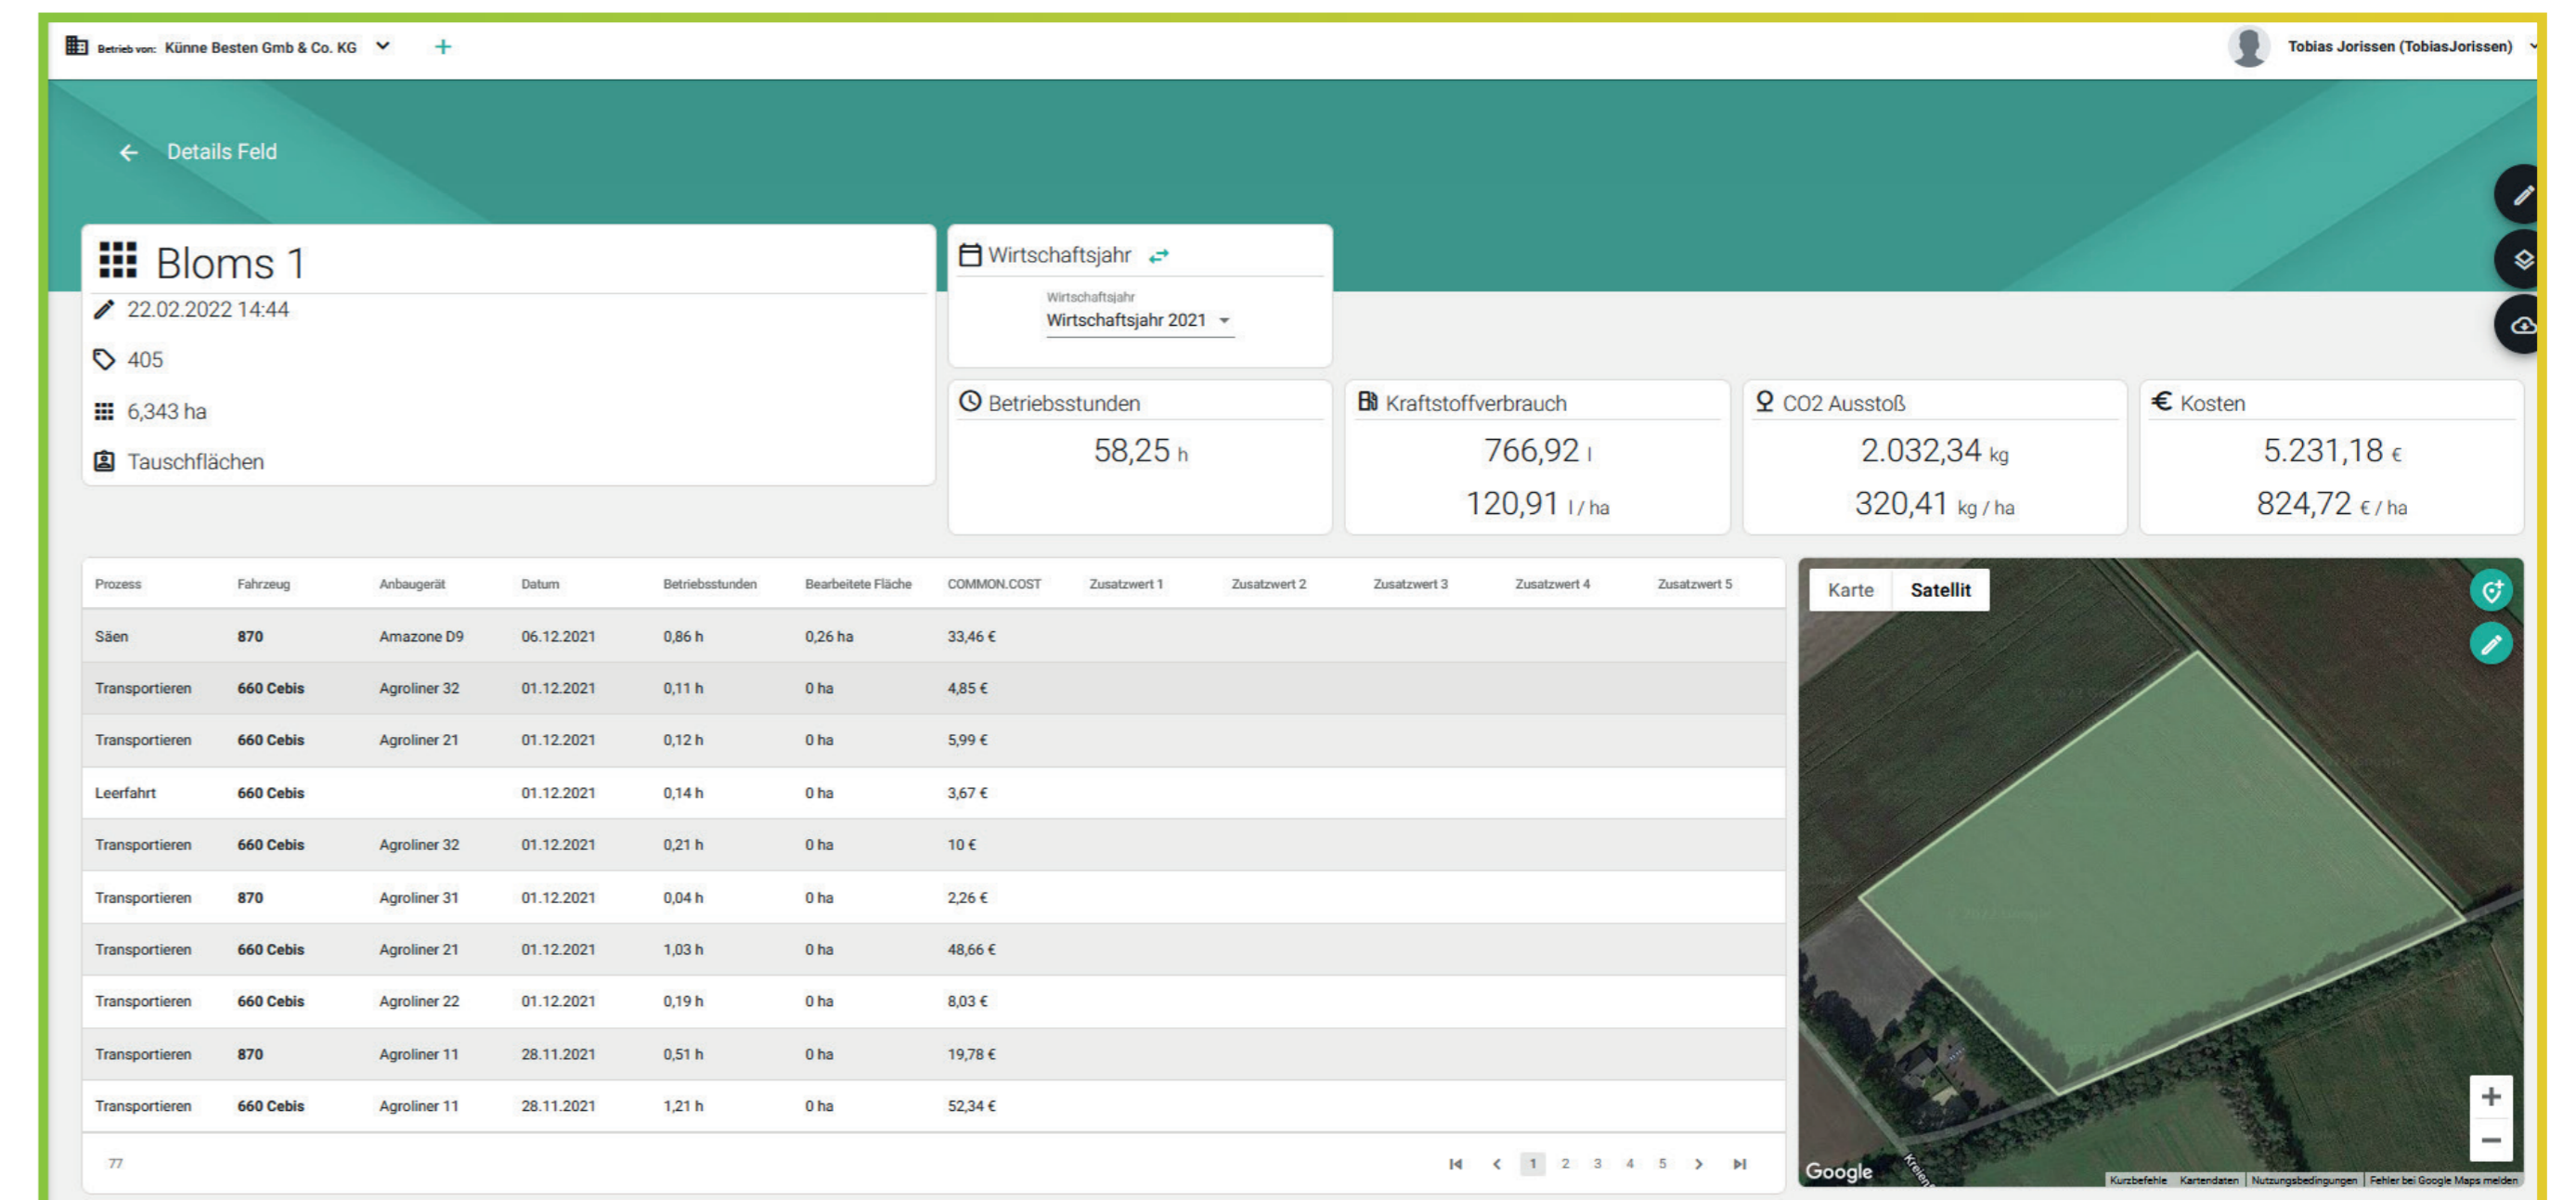 Betrieb von: Künne Besten Gmb & Co. KG
Tobias Jorissen (TobiasJorissen)
Details Feld
Bloms 1
22.02.2022 14:44
405
6,343 ha
Tauschflächen
Wirtschaftsjahr
Wirtschaftsjahr
Wirtschaftsjahr 2021
Betriebsstunden
58,25 h
Kraftstoffverbrauch
766,92 l
120,91 l / ha
CO2 Ausstoß
2.032,34 kg
320,41 kg / ha
€ Kosten
5.231,18 €
824,72 € / ha
Prozess Fahrzeug Anbaugerät Datum Betriebsstunden Bearbeitete Fläche COMMON.COST Zusatzwert 1 Zusatzwert 2 Zusatzwert 3 Zusatzwert 4 Zusatzwert 5
Säen 870 Amazone D9 06.12.2021 0,86 h 0,26 ha 33,46 €
Transportieren 660 Cebis Agroliner 32 01.12.2021 0,11 h 0 ha 4,85 €
Transportieren 660 Cebis Agroliner 21 01.12.2021 0,12 h 0 ha 5,99 €
Leerfahrt 660 Cebis 01.12.2021 0,14 h 0 ha 3,67 €
Transportieren 660 Cebis Agroliner 32 01.12.2021 0,21 h 0 ha 10 €
Transportieren 870 Agroliner 31 01.12.2021 0,04 h 0 ha 2,26 €
Transportieren 660 Cebis Agroliner 21 01.12.2021 1,03 h 0 ha 48,66 €
Transportieren 660 Cebis Agroliner 22 01.12.2021 0,19 h 0 ha 8,03 €
Transportieren 870 Agroliner 11 28.11.2021 0,51 h 0 ha 19,78 €
Transportieren 660 Cebis Agroliner 11 28.11.2021 1,21 h 0 ha 52,34 €
77
1 2 3 4 5
Karte Satellit
Google
Kurzbefehle Kartendaten Nutzungsbedingungen Fehler bei Google Maps melden